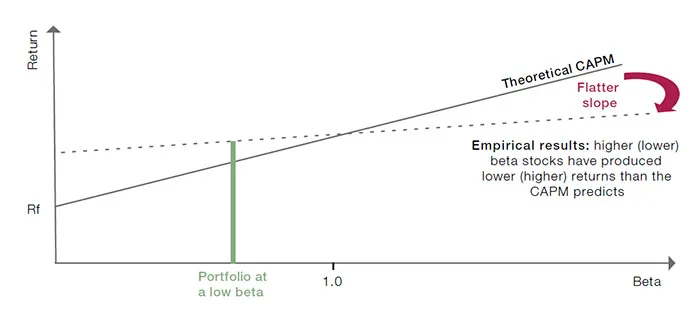 Return
Theoretical CAPM
Flatter
slope
Empirical results: higher (lower)
beta stocks have produced
lower (higher) returns than the
CAPM predicts
Rf
Portfolio at
a low beta
1.0
Beta